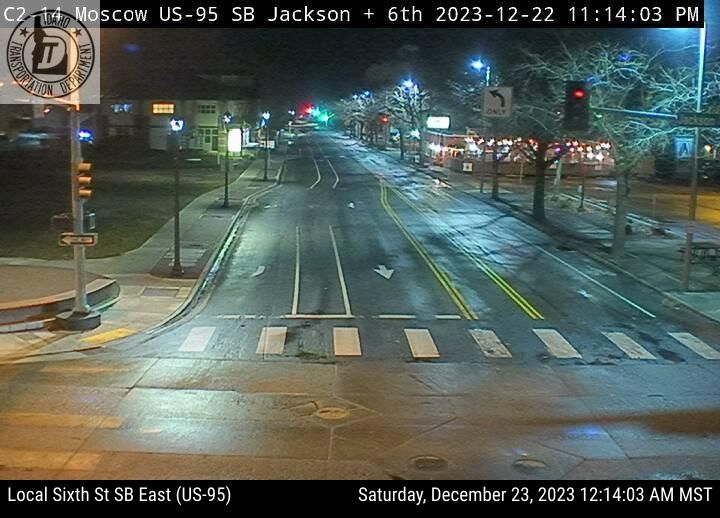 C2 14 Moscow US-95 SB Jackson + 6th 2023-12-22 11:14:03 PM
IDAHO
TRANSPORTATION DEPARTMENT
ONLY
Local Sixth St SB East (US-95)
Saturday, December 23, 2023 12:14:03 AM MST